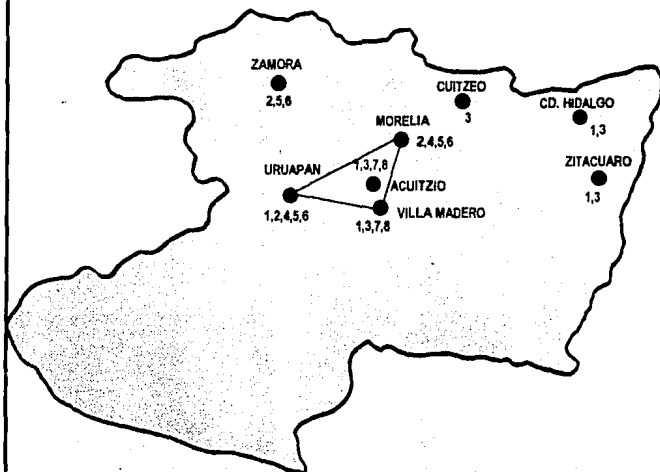 ZAMORA
2,5,6
CUITZEO
3
CD. HIDALGO
1,3
MORELIA
2,4,5,6
ZITACUARO
1,3
URUAPAN
1,2,4,5,6
1,3,7,8
ACUITZIO
VILLA MADERO
1,3,7,8